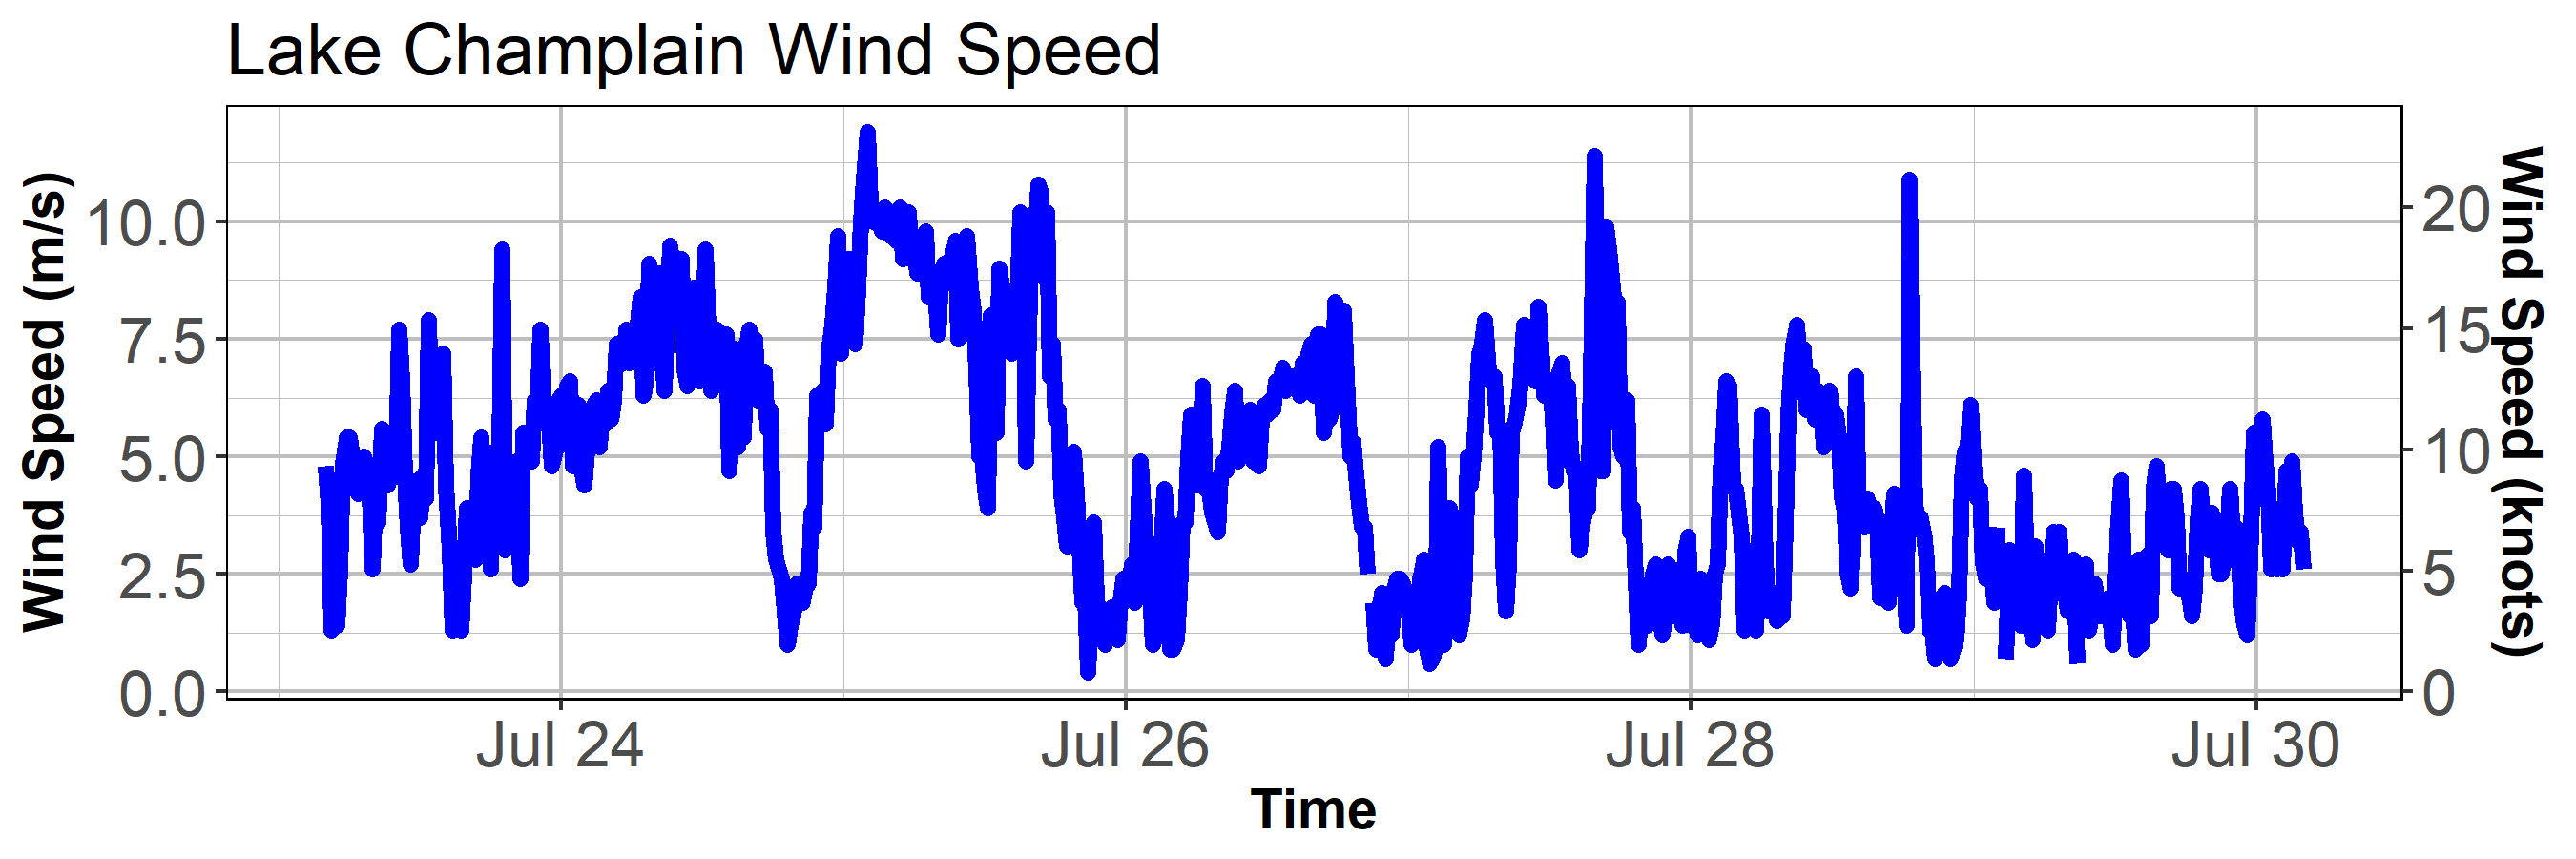 Lake Champlain Wind Speed
Wind Speed (m/s)
10.0
7.5
5.0
2.5
0.0
Wind Speed (knots)
20
15
10
5
0
Jul 24
Jul 26
Jul 28
Jul 30
Time